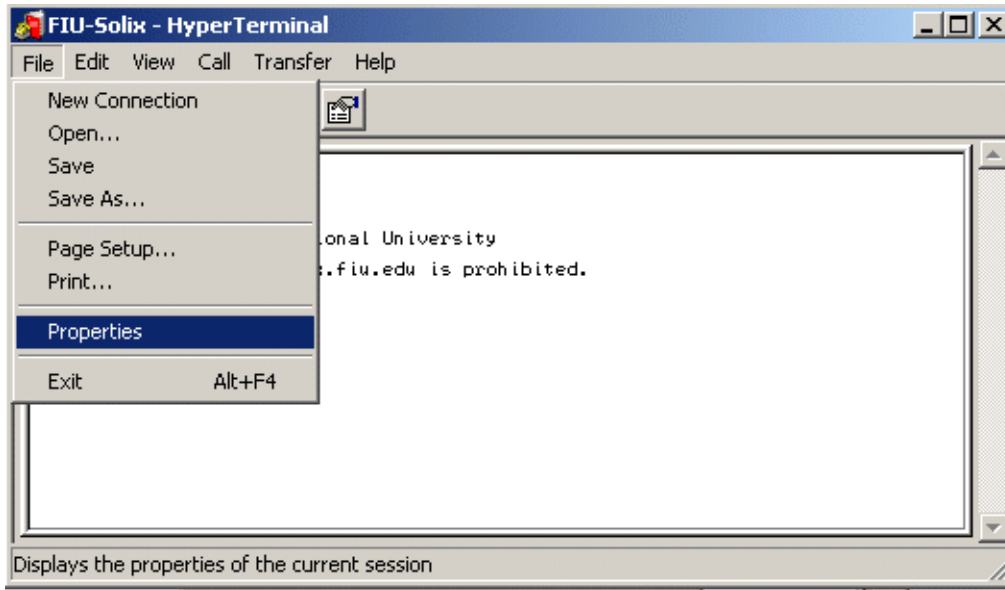 FIU-Solix - HyperTerminal
File Edit View Call Transfer Help
New Connection
Open...
Save
Save As...
Page Setup...
Print...
Properties
Exit Alt+F4
University
.fiu.edu is prohibited.
Displays the properties of the current session